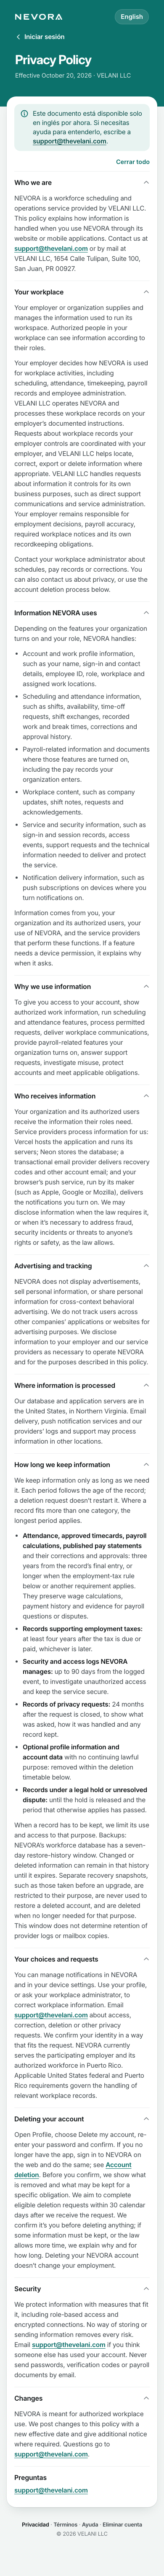 NEVORA
English
Iniciar sesión
Privacy Policy
Effective October 20, 2026 · VELANI LLC
Este documento está disponible solo
en inglés por ahora. Si necesitas
ayuda para entenderlo, escribe a
support@thevelani.com.
Cerrar todo
Who we are
NEVORA is a workforce scheduling and
operations service provided by VELANI LLC.
This policy explains how information is
handled when you use NEVORA through its
website or mobile applications. Contact us at
support@thevelani.com or by mail at
VELANI LLC, 1654 Calle Tulipan, Suite 100,
San Juan, PR 00927.
Your workplace
Your employer or organization supplies and
manages the information used to run its
workspace. Authorized people in your
workplace can see information according to
their roles.
Your employer decides how NEVORA is used
for workplace activities, including
scheduling, attendance, timekeeping, payroll
records and employee administration.
VELANI LLC operates NEVORA and
processes those workplace records on your
employer's documented instructions.
Requests about workplace records your
employer controls are coordinated with your
employer, and VELANI LLC helps locate,
correct, export or delete information where
appropriate. VELANI LLC handles requests
about information it processes for its own
business purposes, such as direct support
communications and service administration.
Your employer remains responsible for
employment decisions, payroll accuracy,
required workplace notices and its own
recordkeeping obligations.
Contact your workplace administrator about
schedules, pay records or corrections. You
can also contact us about privacy, or use the
account deletion process below.
Information NEVORA uses
Depending on the features your organization
turns on and your role, NEVORA handles:
• Account and work profile information,
such as your name, sign-in and contact
details, employee ID, role, workplace and
assigned work locations.
• Scheduling and attendance information,
such as shifts, availability, time-off
requests, shift exchanges, recorded
work and break times, corrections and
approval history.
• Payroll-related information and documents
where those features are turned on,
including the pay records your
organization enters.
• Workplace content, such as company
updates, shift notes, requests and
acknowledgements.
• Service and security information, such as
sign-in and session records, access
events, support requests and the technical
information needed to deliver and protect
the service.
• Notification delivery information, such as
push subscriptions on devices where you
turn notifications on.
Information comes from you, your
organization and its authorized users, your
use of NEVORA, and the service providers
that perform these functions. If a feature
needs a device permission, it explains why
when it asks.
Why we use information
To give you access to your account, show
authorized work information, run scheduling
and attendance features, process permitted
requests, deliver workplace communications,
provide payroll-related features your
organization turns on, answer support
requests, investigate misuse, protect
accounts and meet applicable obligations.
Who receives information
Your organization and its authorized users
receive the information their roles need.
Service providers process information for us:
Vercel hosts the application and runs its
servers; Neon stores the database; a
transactional email provider sends recovery
codes and other account email; and your
browser's push service, run by its maker
(such as Apple, Google or Mozilla), delivers
the notifications you turn on. We may
disclose information when the law requires it,
or when it's necessary to address fraud,
security incidents or threats to anyone's
rights or safety, as the law allows.
Advertising and tracking
NEVORA does not display advertisements,
sell personal information, or share personal
information for cross-context behavioral
advertising. We do not track users across
other companies' applications or websites for
advertising purposes. We disclose
information to your employer and our service
providers as necessary to operate NEVORA
and for the purposes described in this policy.
Where information is processed
Our database and application servers are in
the United States, in Northern Virginia. Email
delivery, push notification services and our
providers' logs and support may process
information in other locations.
How long we keep information
We keep information only as long as we need
it. Each period follows the age of the record;
a deletion request doesn't restart it. Where a
record fits more than one category, the
longest period applies.
• Attendance, approved timecards, payroll
calculations, published pay statements
and their corrections and approvals: three
years from the record's final entry, or
longer when the employment-tax rule
below or another requirement applies.
They preserve wage calculations,
payment history and evidence for payroll
questions or disputes.
• Records supporting employment taxes:
at least four years after the tax is due or
paid, whichever is later.
• Security and access logs NEVORA
manages: up to 90 days from the logged
event, to investigate unauthorized access
and keep the service secure.
• Records of privacy requests: 24 months
after the request is closed, to show what
was asked, how it was handled and any
record kept.
• Optional profile information and
account data with no continuing lawful
purpose: removed within the deletion
timetable below.
• Records under a legal hold or unresolved
dispute: until the hold is released and the
period that otherwise applies has passed.
When a record has to be kept, we limit its use
and access to that purpose. Backups:
NEVORA's workforce database has a seven-
day restore-history window. Changed or
deleted information can remain in that history
until it expires. Separate recovery snapshots,
such as those taken before an upgrade, are
restricted to their purpose, are never used to
restore a deleted account, and are deleted
when no longer needed for that purpose.
This window doesn't limit the retention of
provider logs or mailbox copies.
Your choices and requests
You can manage notifications in NEVORA
and in your device settings. Use your profile,
or ask your workplace administrator, to
correct workplace information. Email
support@thevelani.com about access,
correction, deletion or other privacy
requests. We confirm your identity in a way
that fits the request. NEVORA currently
serves the participating employer and its
authorized workforce in Puerto Rico.
Applicable United States federal and Puerto
Rico requirements govern the handling of
relevant workplace records.
Deleting your account
Open Profile, choose Delete my account, re-
enter your password and confirm. If you no
longer have the app, sign in to NEVORA on
the web and do the same; see Account
deletion. Before you confirm, we show what
is removed and what may be kept for a
specific obligation. We aim to complete
eligible deletion requests within 30 calendar
days after we receive the request. We
confirm it's you before deleting anything; if
some information must be kept, or the law
allows more time, we explain why and for
how long. Deleting your NEVORA account
doesn't change your employment.
Security
We protect information with measures that fit
it, including role-based access and
encrypted connections. No way of storing or
sending information removes every risk.
Email support@thevelani.com if you think
someone else has used your account. Never
send passwords, verification codes or payroll
documents by email.
Changes
NEVORA is meant for authorized workplace
use. We post changes to this policy with a
new effective date and give additional notice
where required. Questions go to
support@thevelani.com.
Preguntas
support@thevelani.com
Privacidad · Términos · Ayuda · Eliminar cuenta
© 2026 VELANI LLC